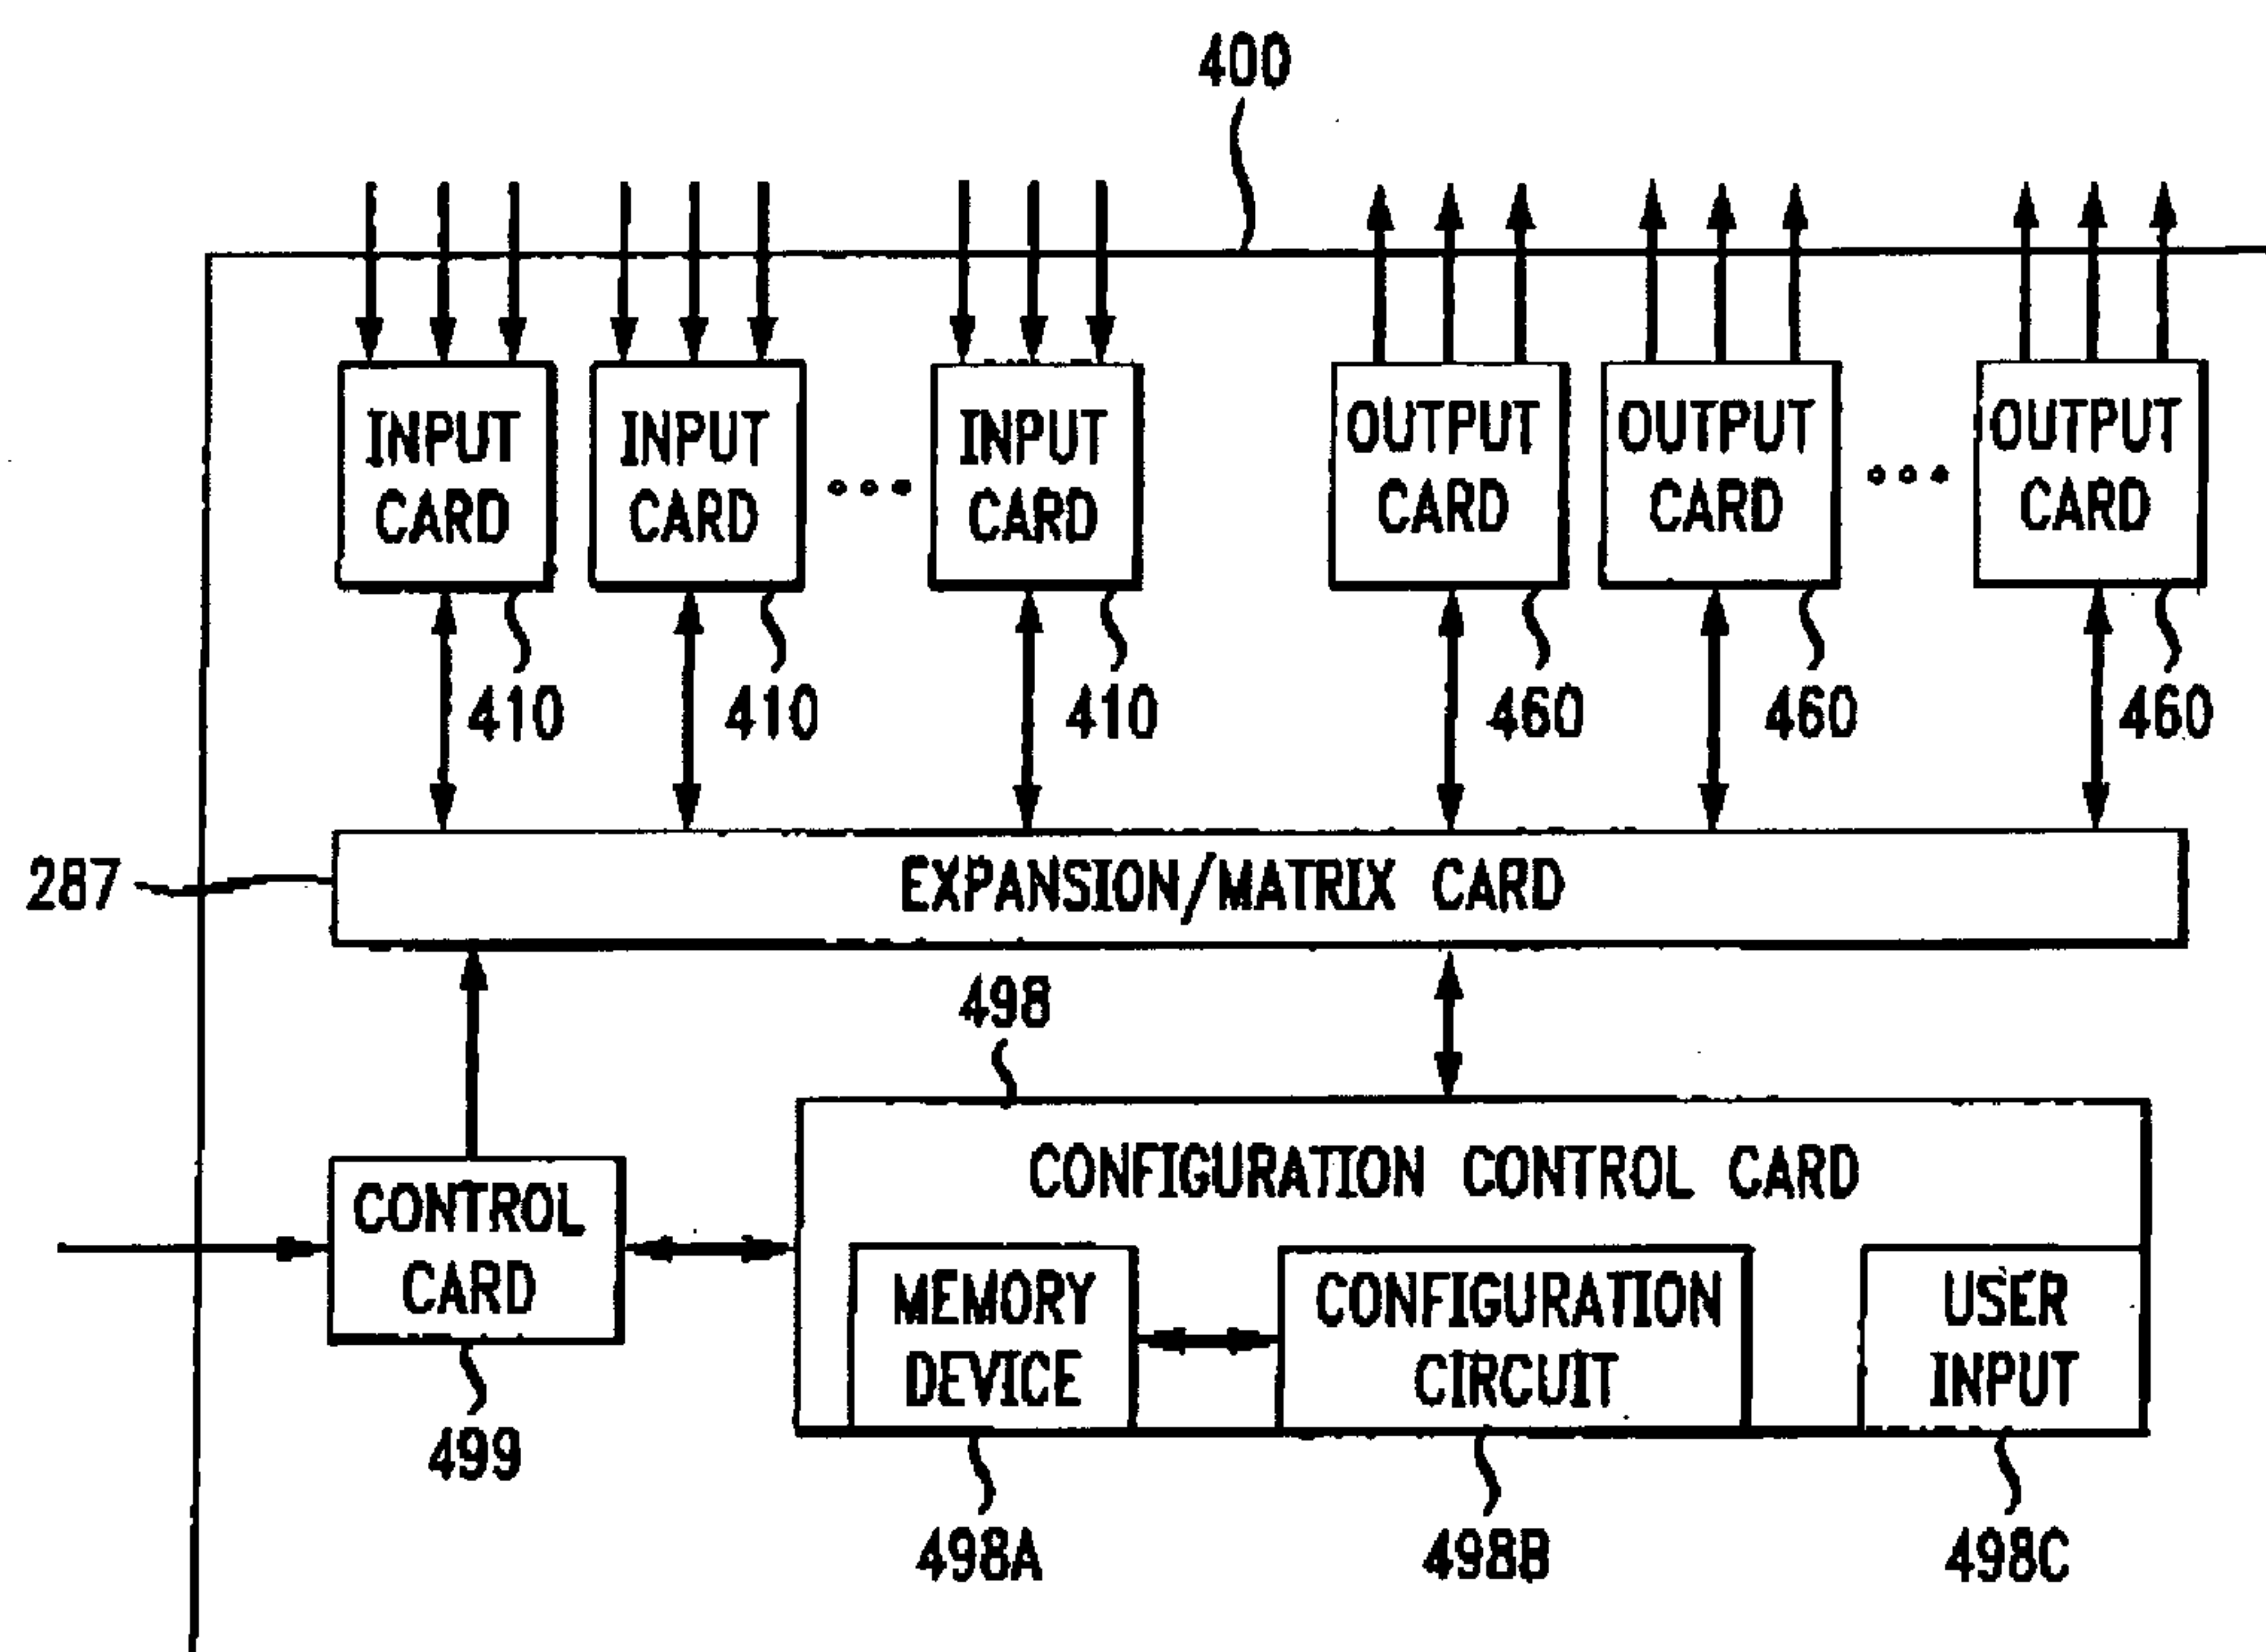 400
INPUT
CARD
INPUT
CARD
INPUT
CARD
OUTPUT
CARD
OUTPUT
CARD
OUTPUT
CARD
410
410
410
460
460
460
287
EXPANSION/MATRIX CARD
498
CONFIGURATION CONTROL CARD
CONTROL
CARD
MEMORY
DEVICE
CONFIGURATION
CIRCUIT
USER
INPUT
499
498A
498B
498C